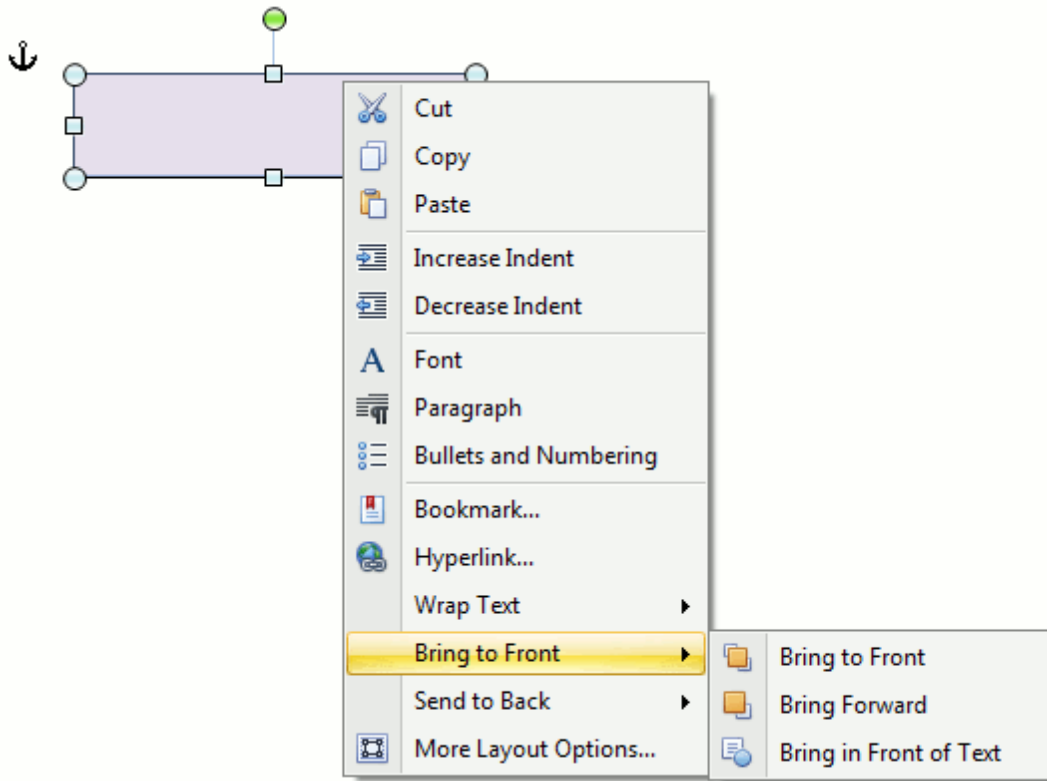 Cut
Copy
Paste
Increase Indent
Decrease Indent
Font
Paragraph
Bullets and Numbering
Bookmark...
Hyperlink...
Wrap Text
Bring to Front
Send to Back
More Layout Options...
Bring to Front
Bring Forward
Bring in Front of Text